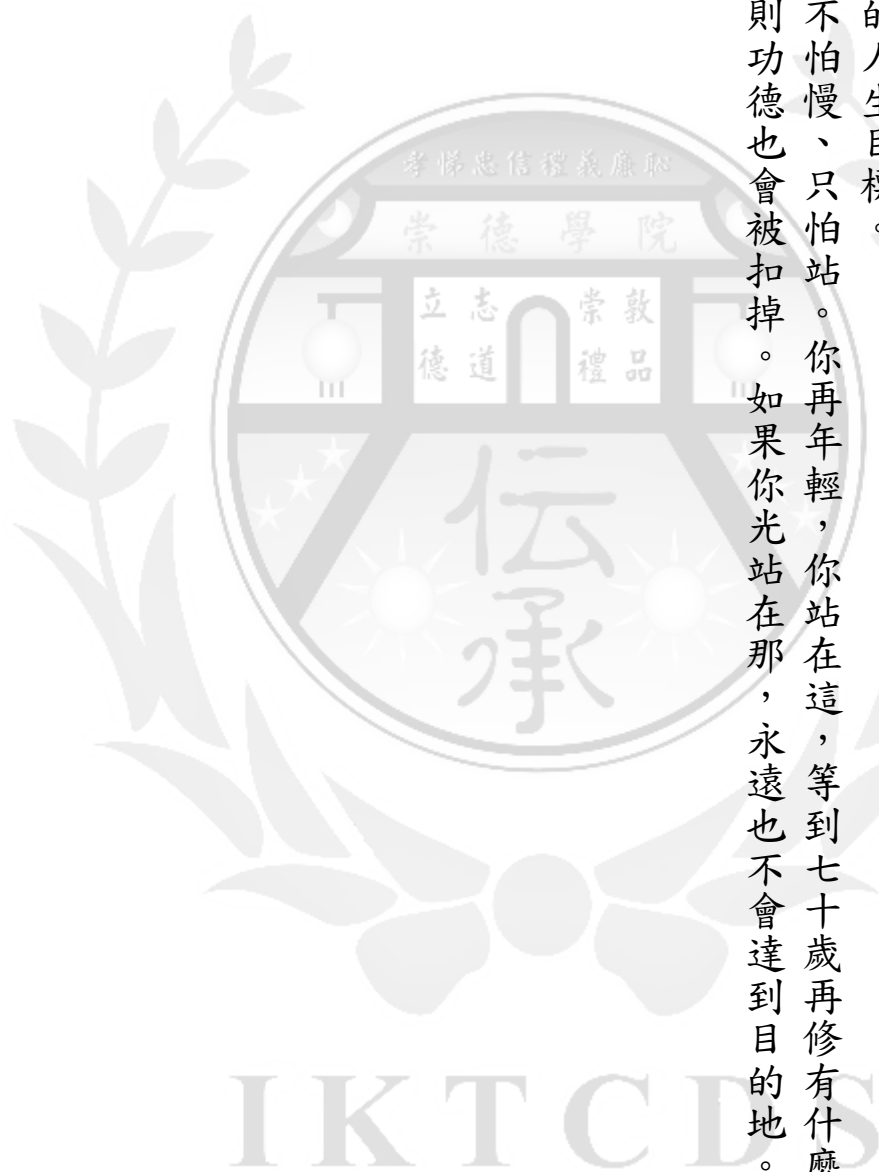 的人生目標。
不怕慢、只怕站。你再年輕，你站在這，等到七十歲再修有什麼
則功德也會被扣掉。如果你光站在那，永遠也不會達到目的地。
孝悌忠信禮義廉恥
崇德學院
立志 崇敦
德道 禮品
伝承
IKTCDS